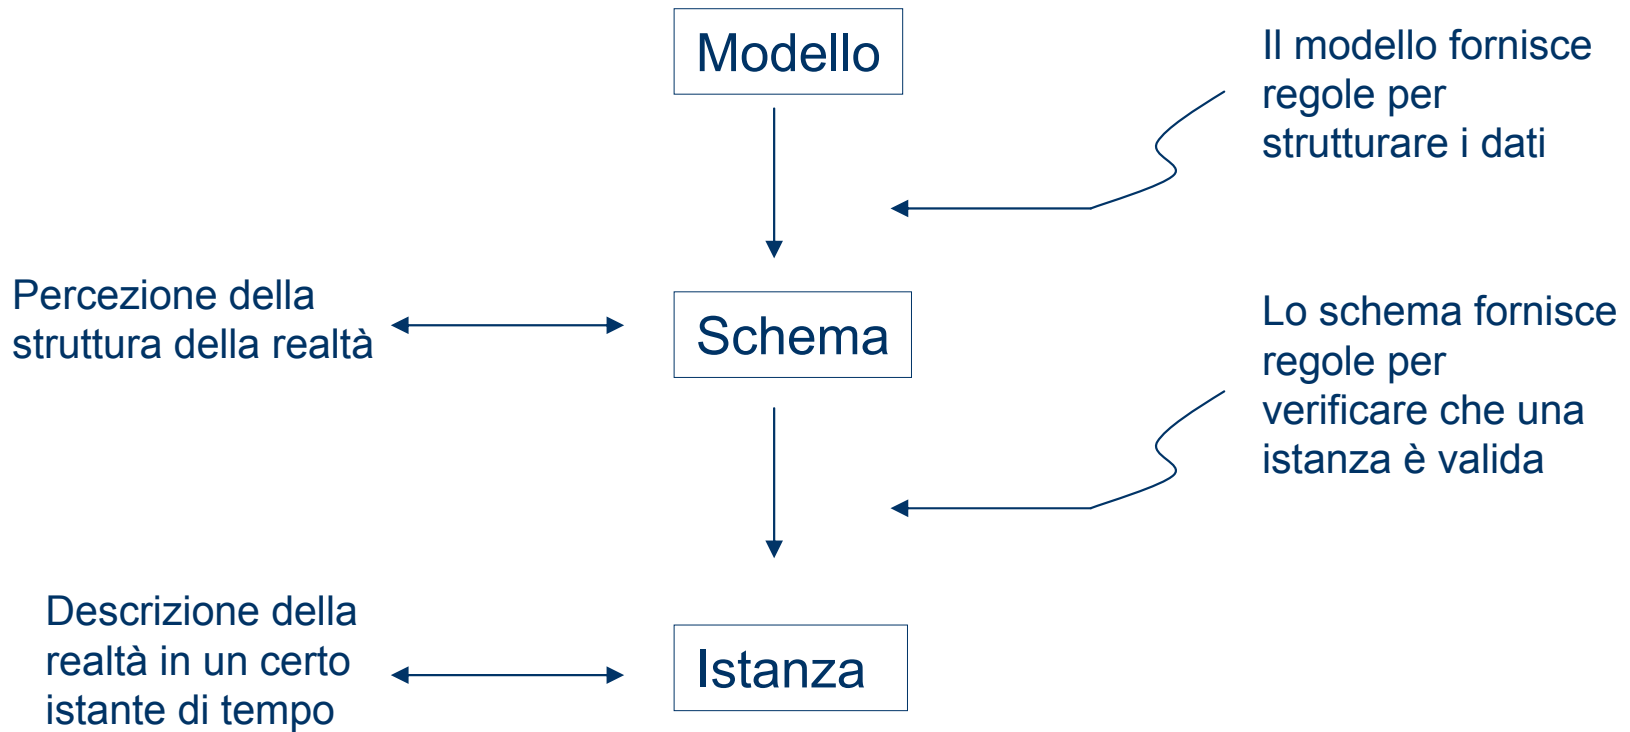 Modello
Il modello fornisce
regole per
strutturare i dati
Percezione della
struttura della realtà
Schema
Lo schema fornisce
regole per
verificare che una
istanza è valida
Descrizione della
realtà in un certo
istante di tempo
Istanza